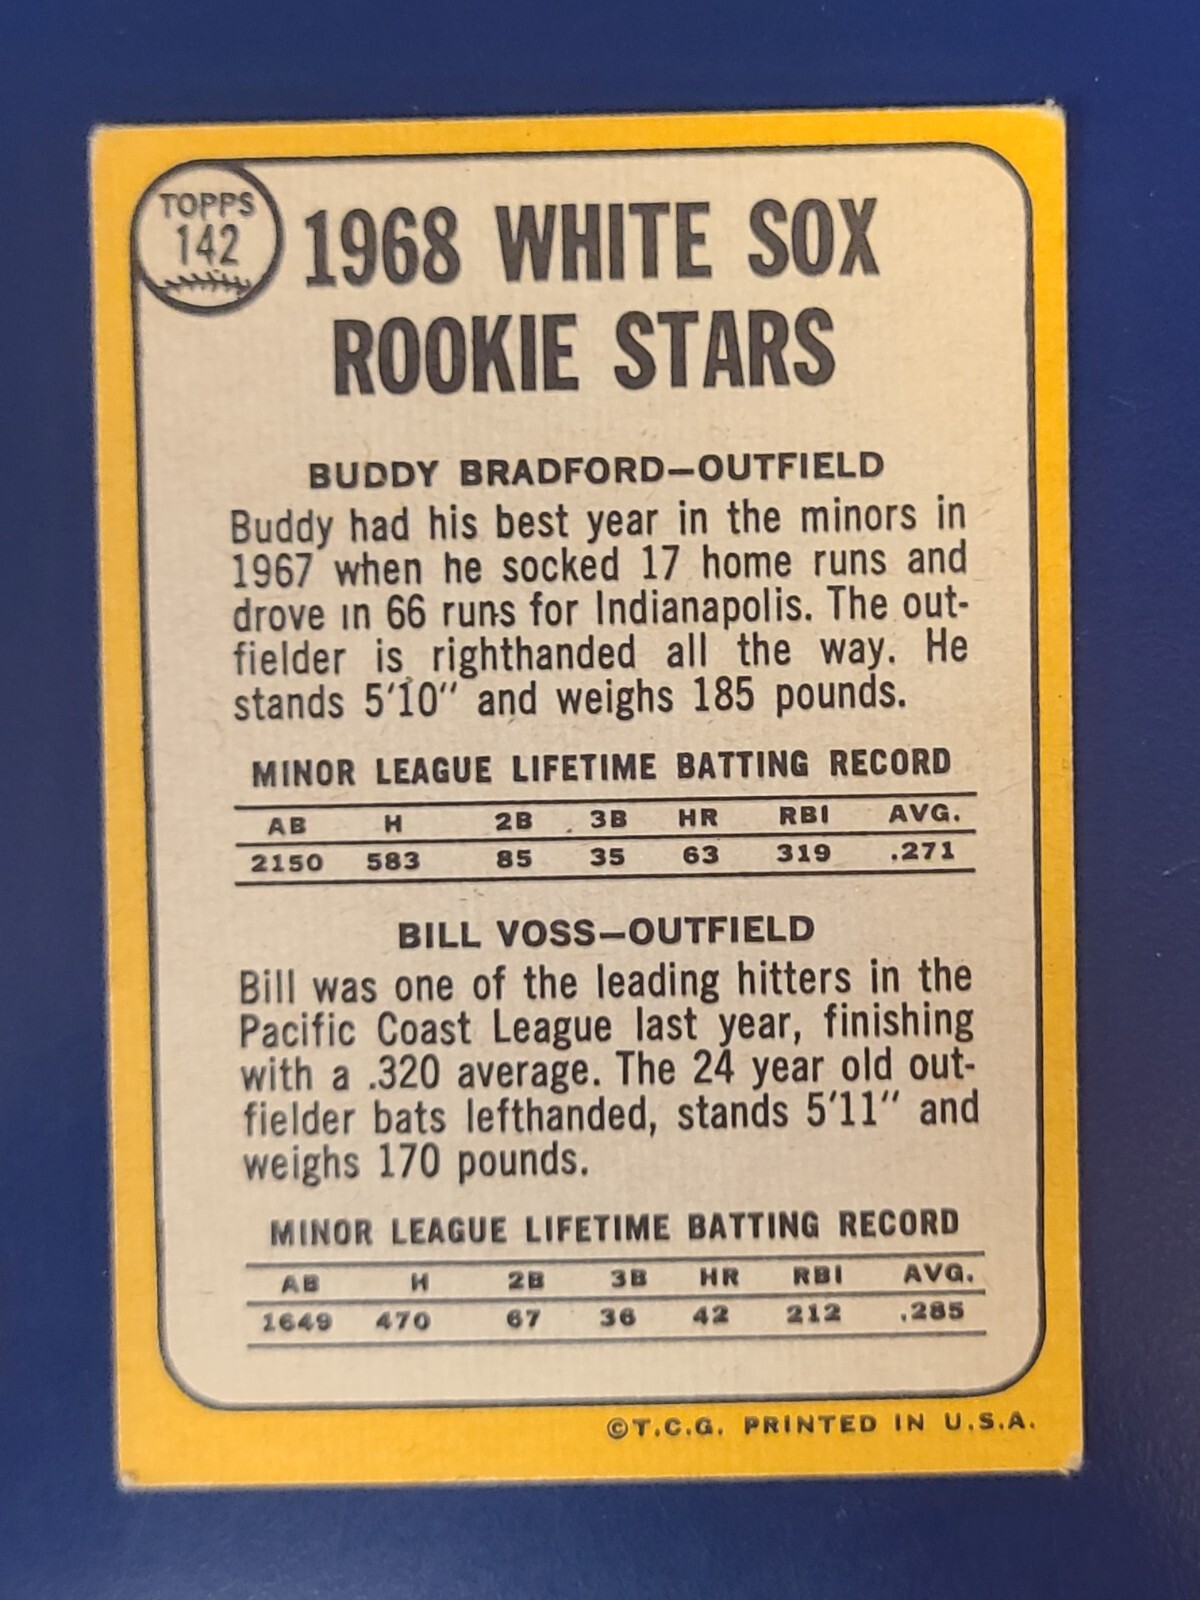 TOPPS
142
1968 WHITE SOX
ROOKIE STARS
BUDDY BRADFORD—OUTFIELD
Buddy had his best year in the minors in
1967 when he socked 17 home runs and
drove in 66 runs for Indianapolis. The out-
fielder is righthanded all the way. He
stands 5'10" and weighs 185 pounds.
MINOR LEAGUE LIFETIME BATTING RECORD
AB H 2B 3B HR RBI AVG.
2150 583 85 35 63 319 .271
BILL VOSS—OUTFIELD
Bill was one of the leading hitters in the
Pacific Coast League last year, finishing
with a .320 average. The 24 year old out-
fielder bats lefthanded, stands 5'11" and
weighs 170 pounds.
MINOR LEAGUE LIFETIME BATTING RECORD
AB H 2B 3B HR RBI AVG.
1649 470 67 36 42 212 .285
©T.C.G. PRINTED IN U.S.A.